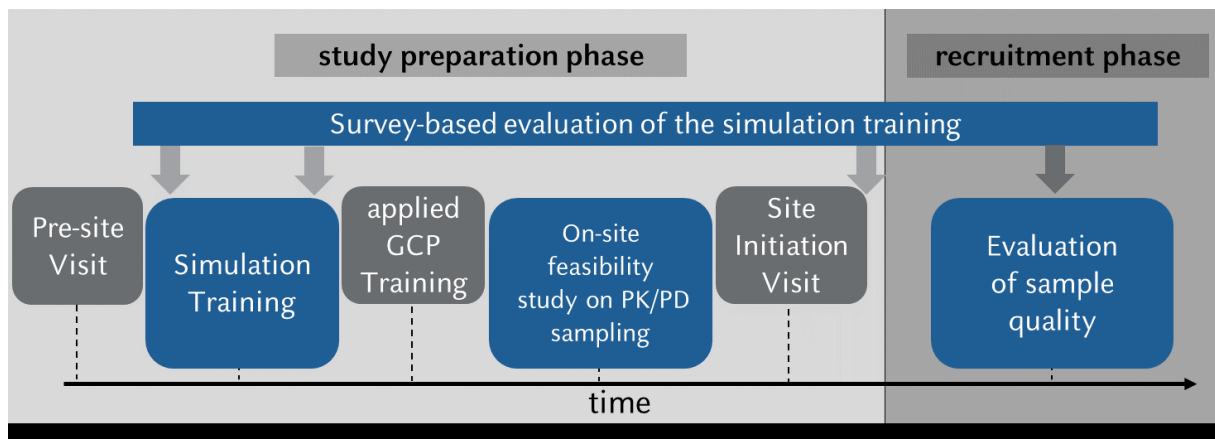 study preparation phase
recruitment phase
Survey-based evaluation of the simulation training
Pre-site
Visit
Simulation
Training
applied
GCP
Training
On-site
feasibility
study on PK/PD
sampling
Site
Initiation
Visit
Evaluation
of sample
quality
time